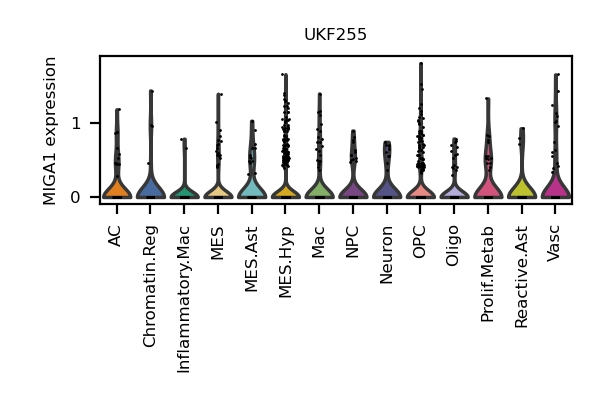 UKF255
MIGA1 expression
1
0
AC
Chromatin.Reg
Inflammatory.Mac
MES
MES.Ast
MES.Hyp
Mac
NPC
Neuron
OPC
Oligo
Prolif.Metab
Reactive.Ast
Vasc